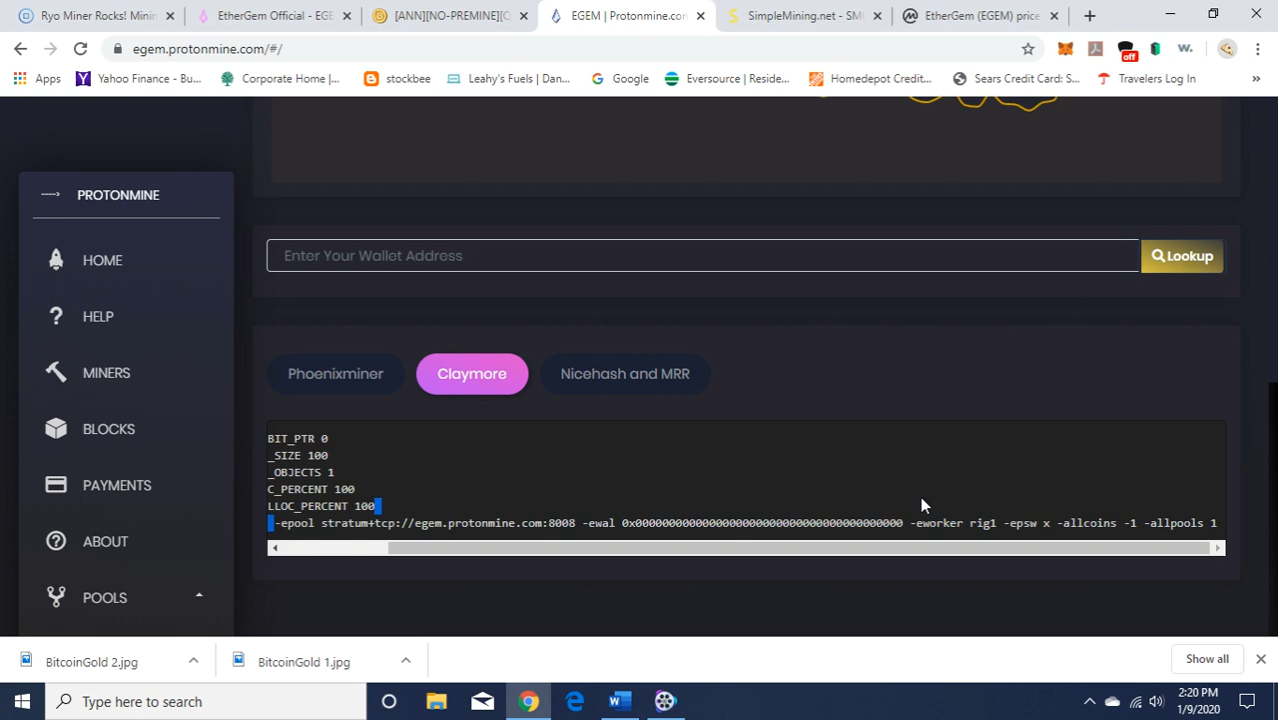 Ryo Miner Rocks! Minin
EtherGem Official - EGE
[ANN][NO-PREMINE][O
EGEM | Protonmine.com
SimpleMining.net - SMO
EtherGem (EGEM) price
egem.protonmine.com/#/
off
w.
Apps
Yahoo Finance - Bu...
Corporate Home |...
stockbee
Leahy's Fuels | Dan...
Google
Eversource | Reside...
Homedepot Credit...
Sears Credit Card: S...
Travelers Log In
»
PROTONMINE
HOME
HELP
MINERS
BLOCKS
PAYMENTS
ABOUT
POOLS
Enter Your Wallet Address
Lookup
Phoenixminer
Claymore
Nicehash and MRR
BIT_PTR 0
_SIZE 100
_OBJECTS 1
C_PERCENT 100
LLOC_PERCENT 100
-epool stratum+tcp://egem.protonmine.com:8008 -ewal 0x0000000000000000000000000000000000000000 -eworker rig1 -epsw x -allcoins -1 -allpools 1
BitcoinGold 2.jpg
BitcoinGold 1.jpg
Show all
Type here to search
2:20 PM
1/9/2020